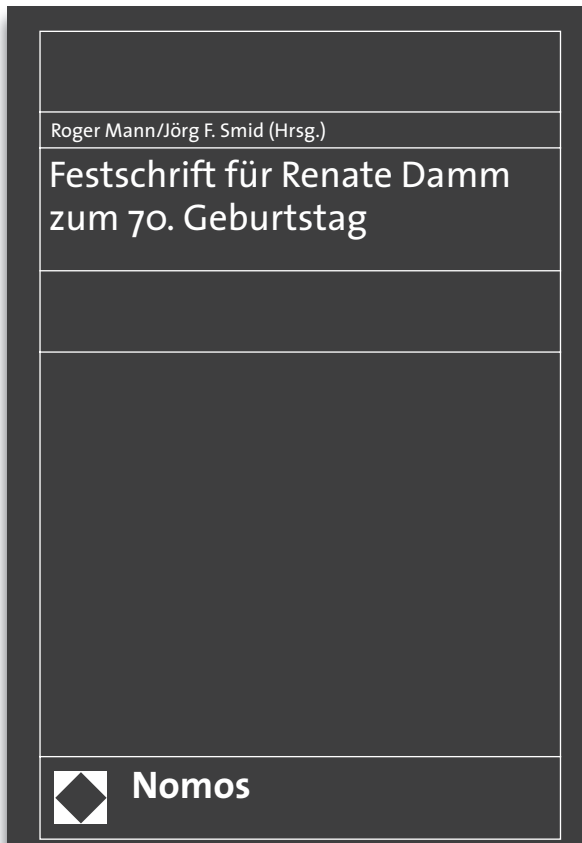 Roger Mann/Jörg F. Smid (Hrsg.)
Festschrift für Renate Damm
zum 70. Geburtstag
Nomos